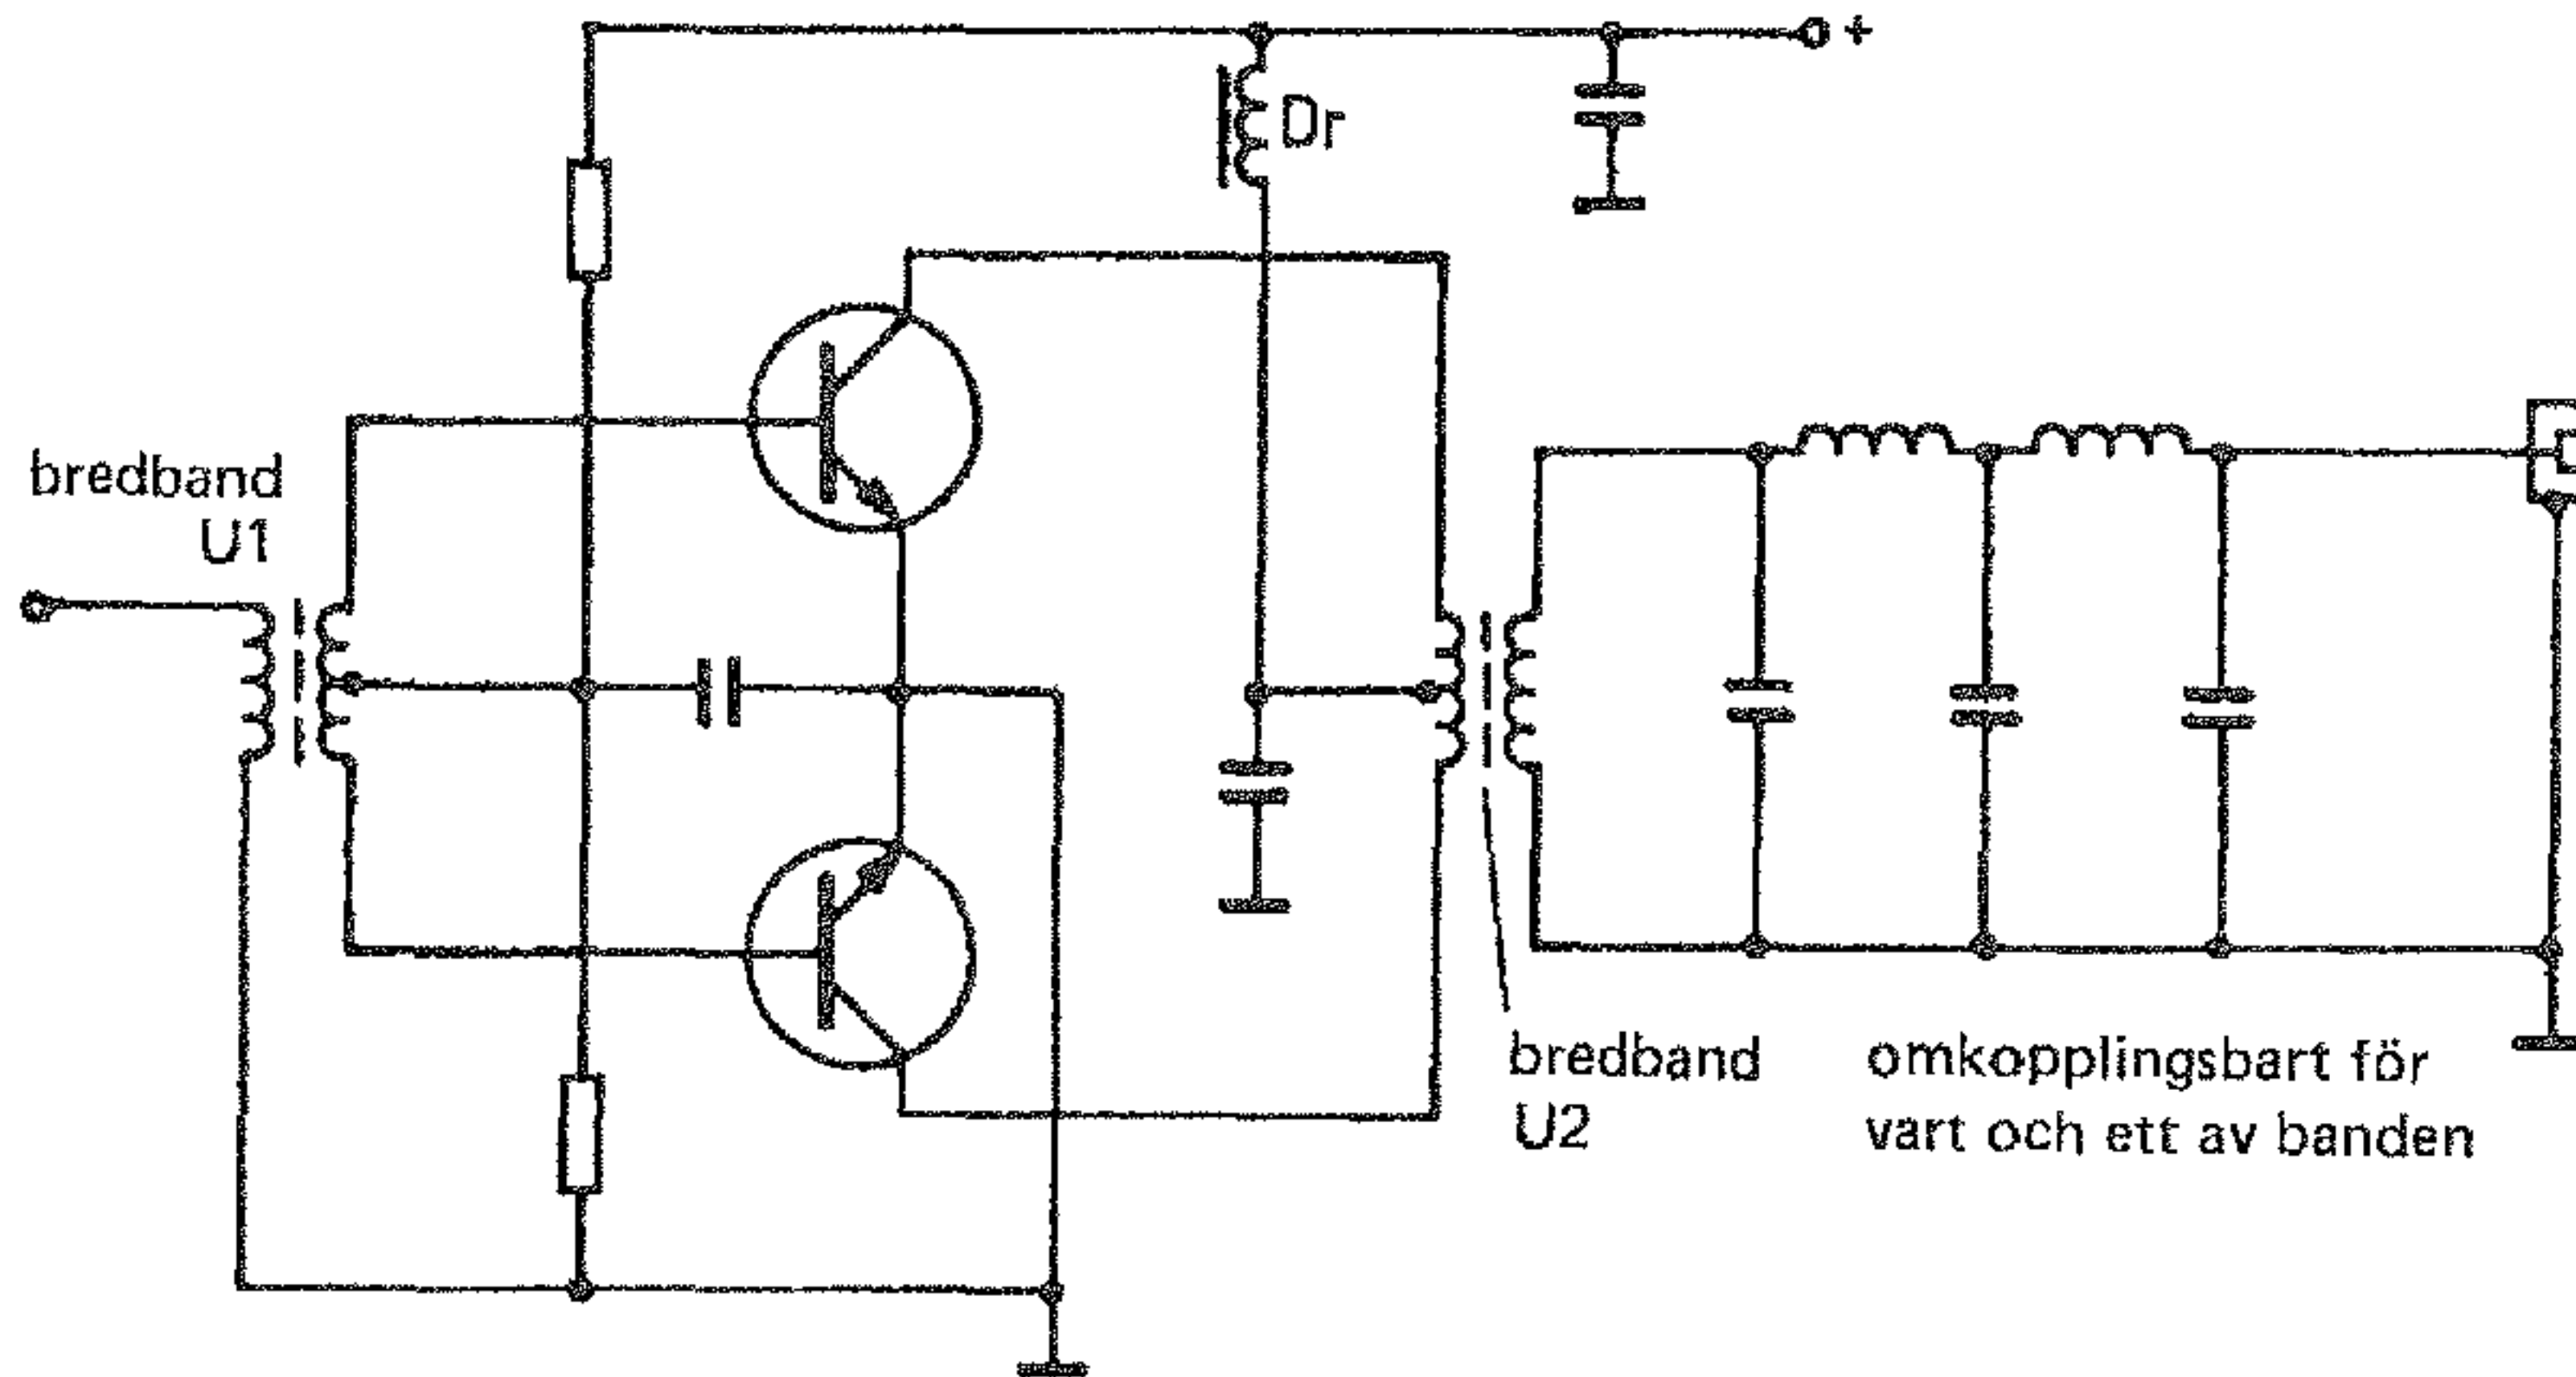 +
Dr
bredband
U1
bredband
U2
omkopplingsbart för
vart och ett av banden